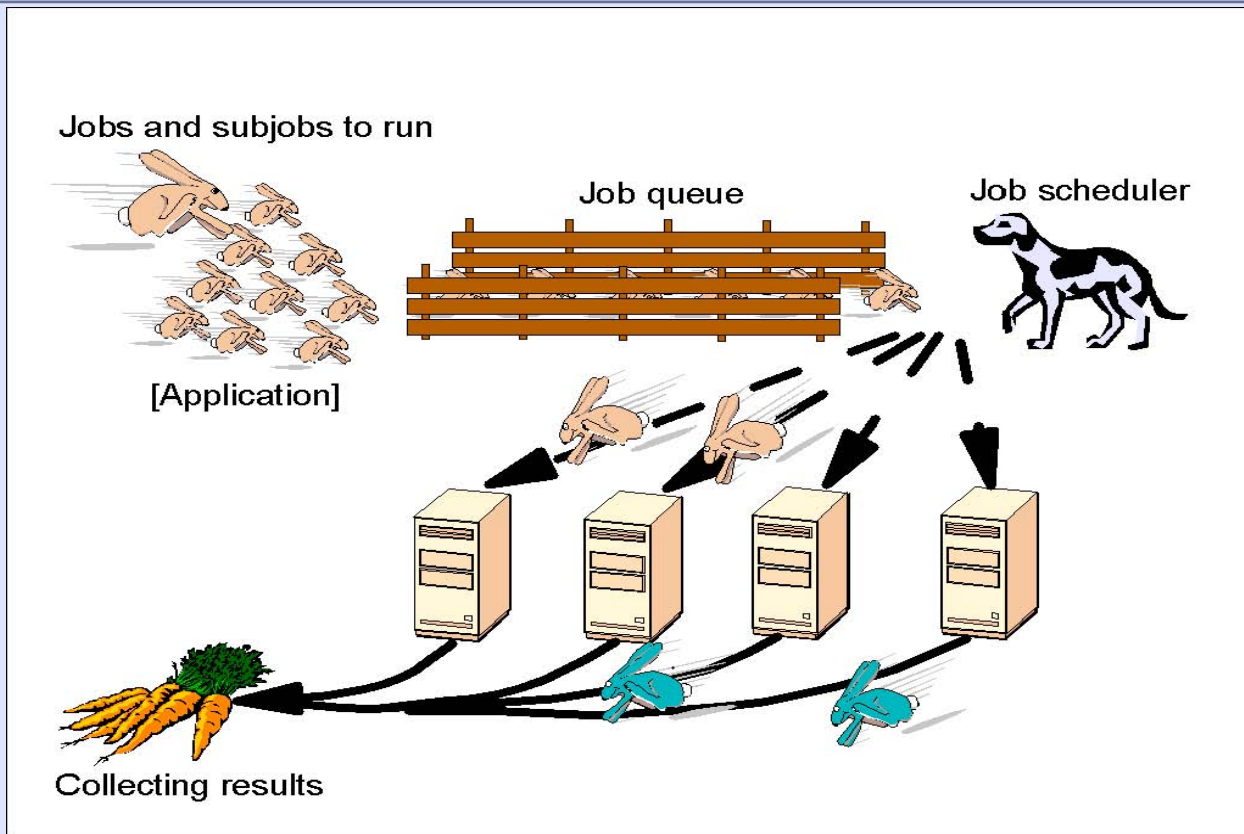 Jobs and subjobs to run
Job queue
Job scheduler
[Application]
Collecting results